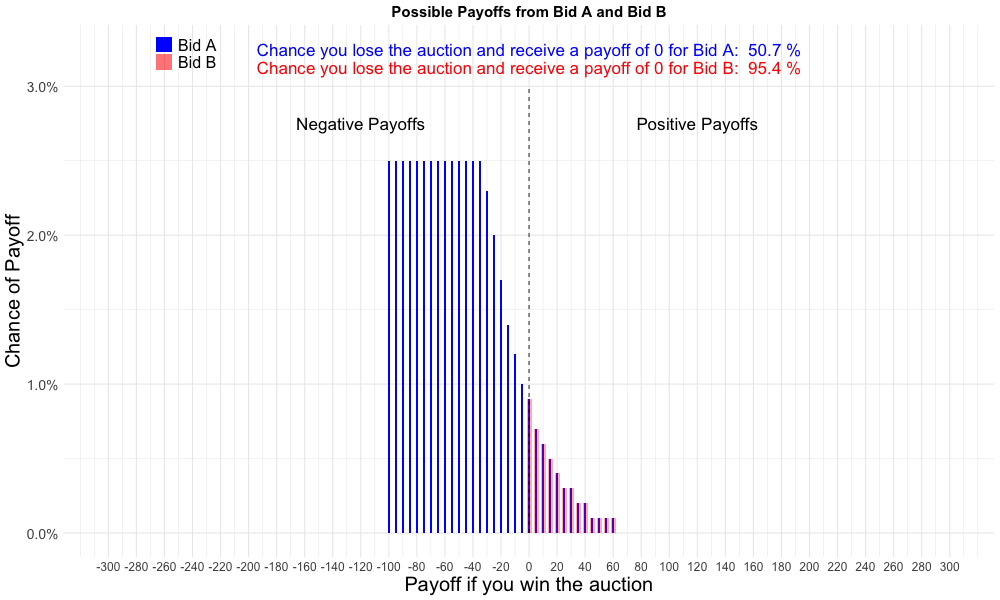 Possible Payoffs from Bid A and Bid B
Bid A
Bid B
Chance you lose the auction and receive a payoff of 0 for Bid A: 50.7 %
Chance you lose the auction and receive a payoff of 0 for Bid B: 95.4 %
Negative Payoffs
Positive Payoffs
Chance of Payoff
3.0%
2.0%
1.0%
0.0%
-300 -280 -260 -240 -220 -200 -180 -160 -140 -120 -100 -80 -60 -40 -20 0 20 40 60 80 100 120 140 160 180 200 220 240 260 280 300
Payoff if you win the auction